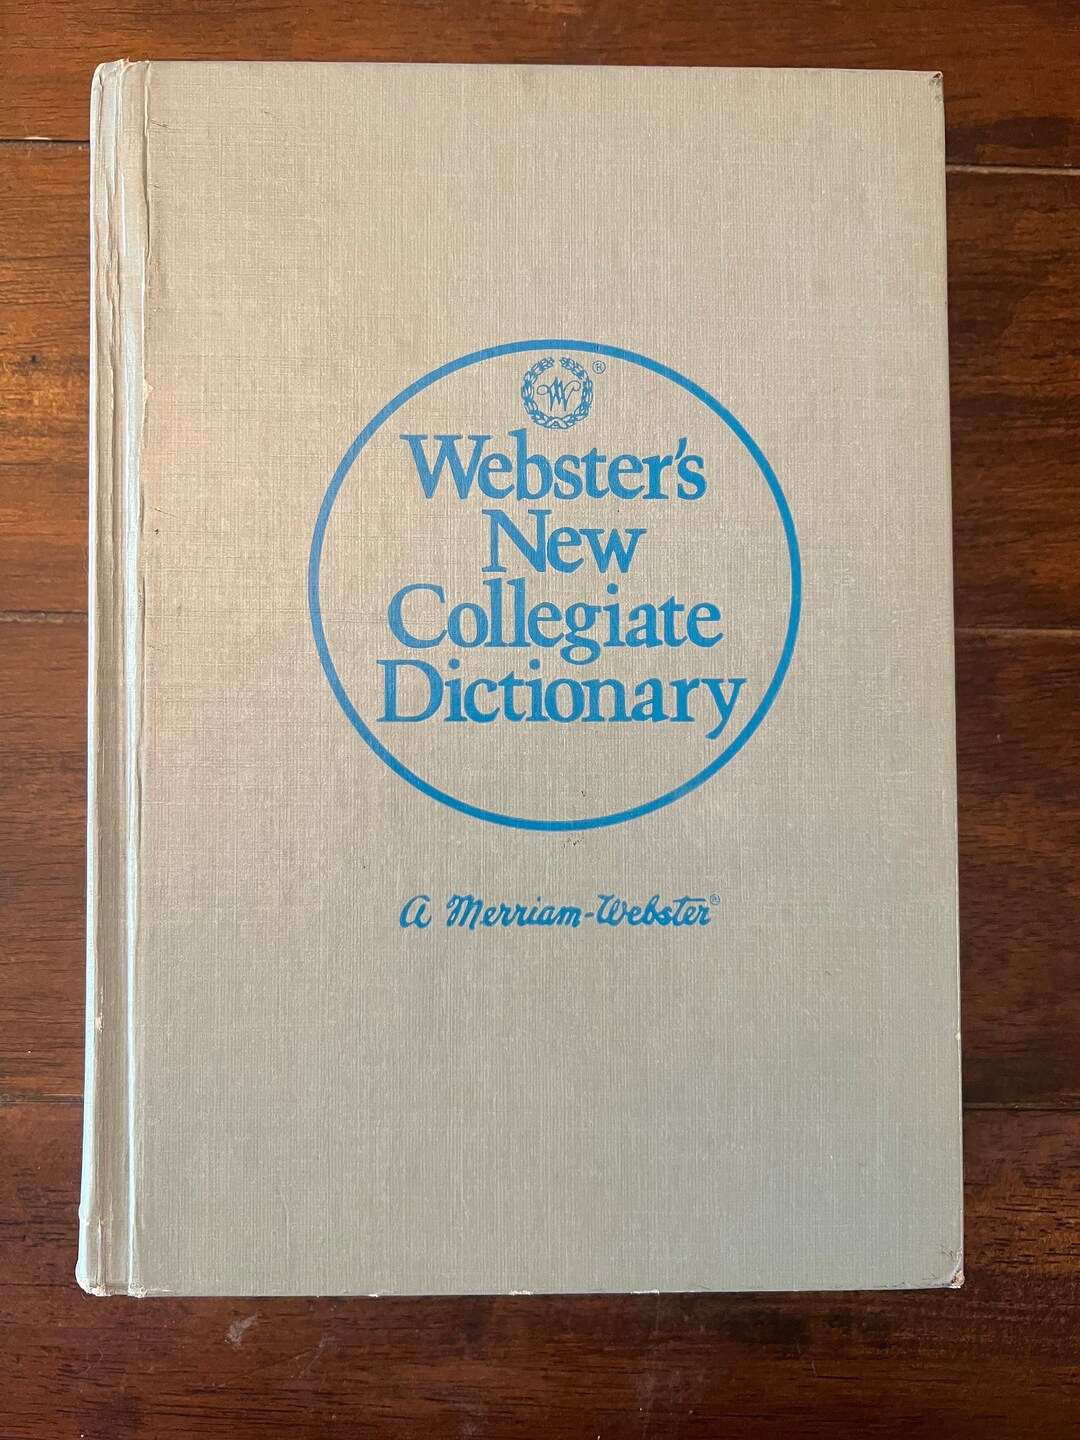 W ®
Webster's
New
Collegiate
Dictionary
A Merriam-Webster®